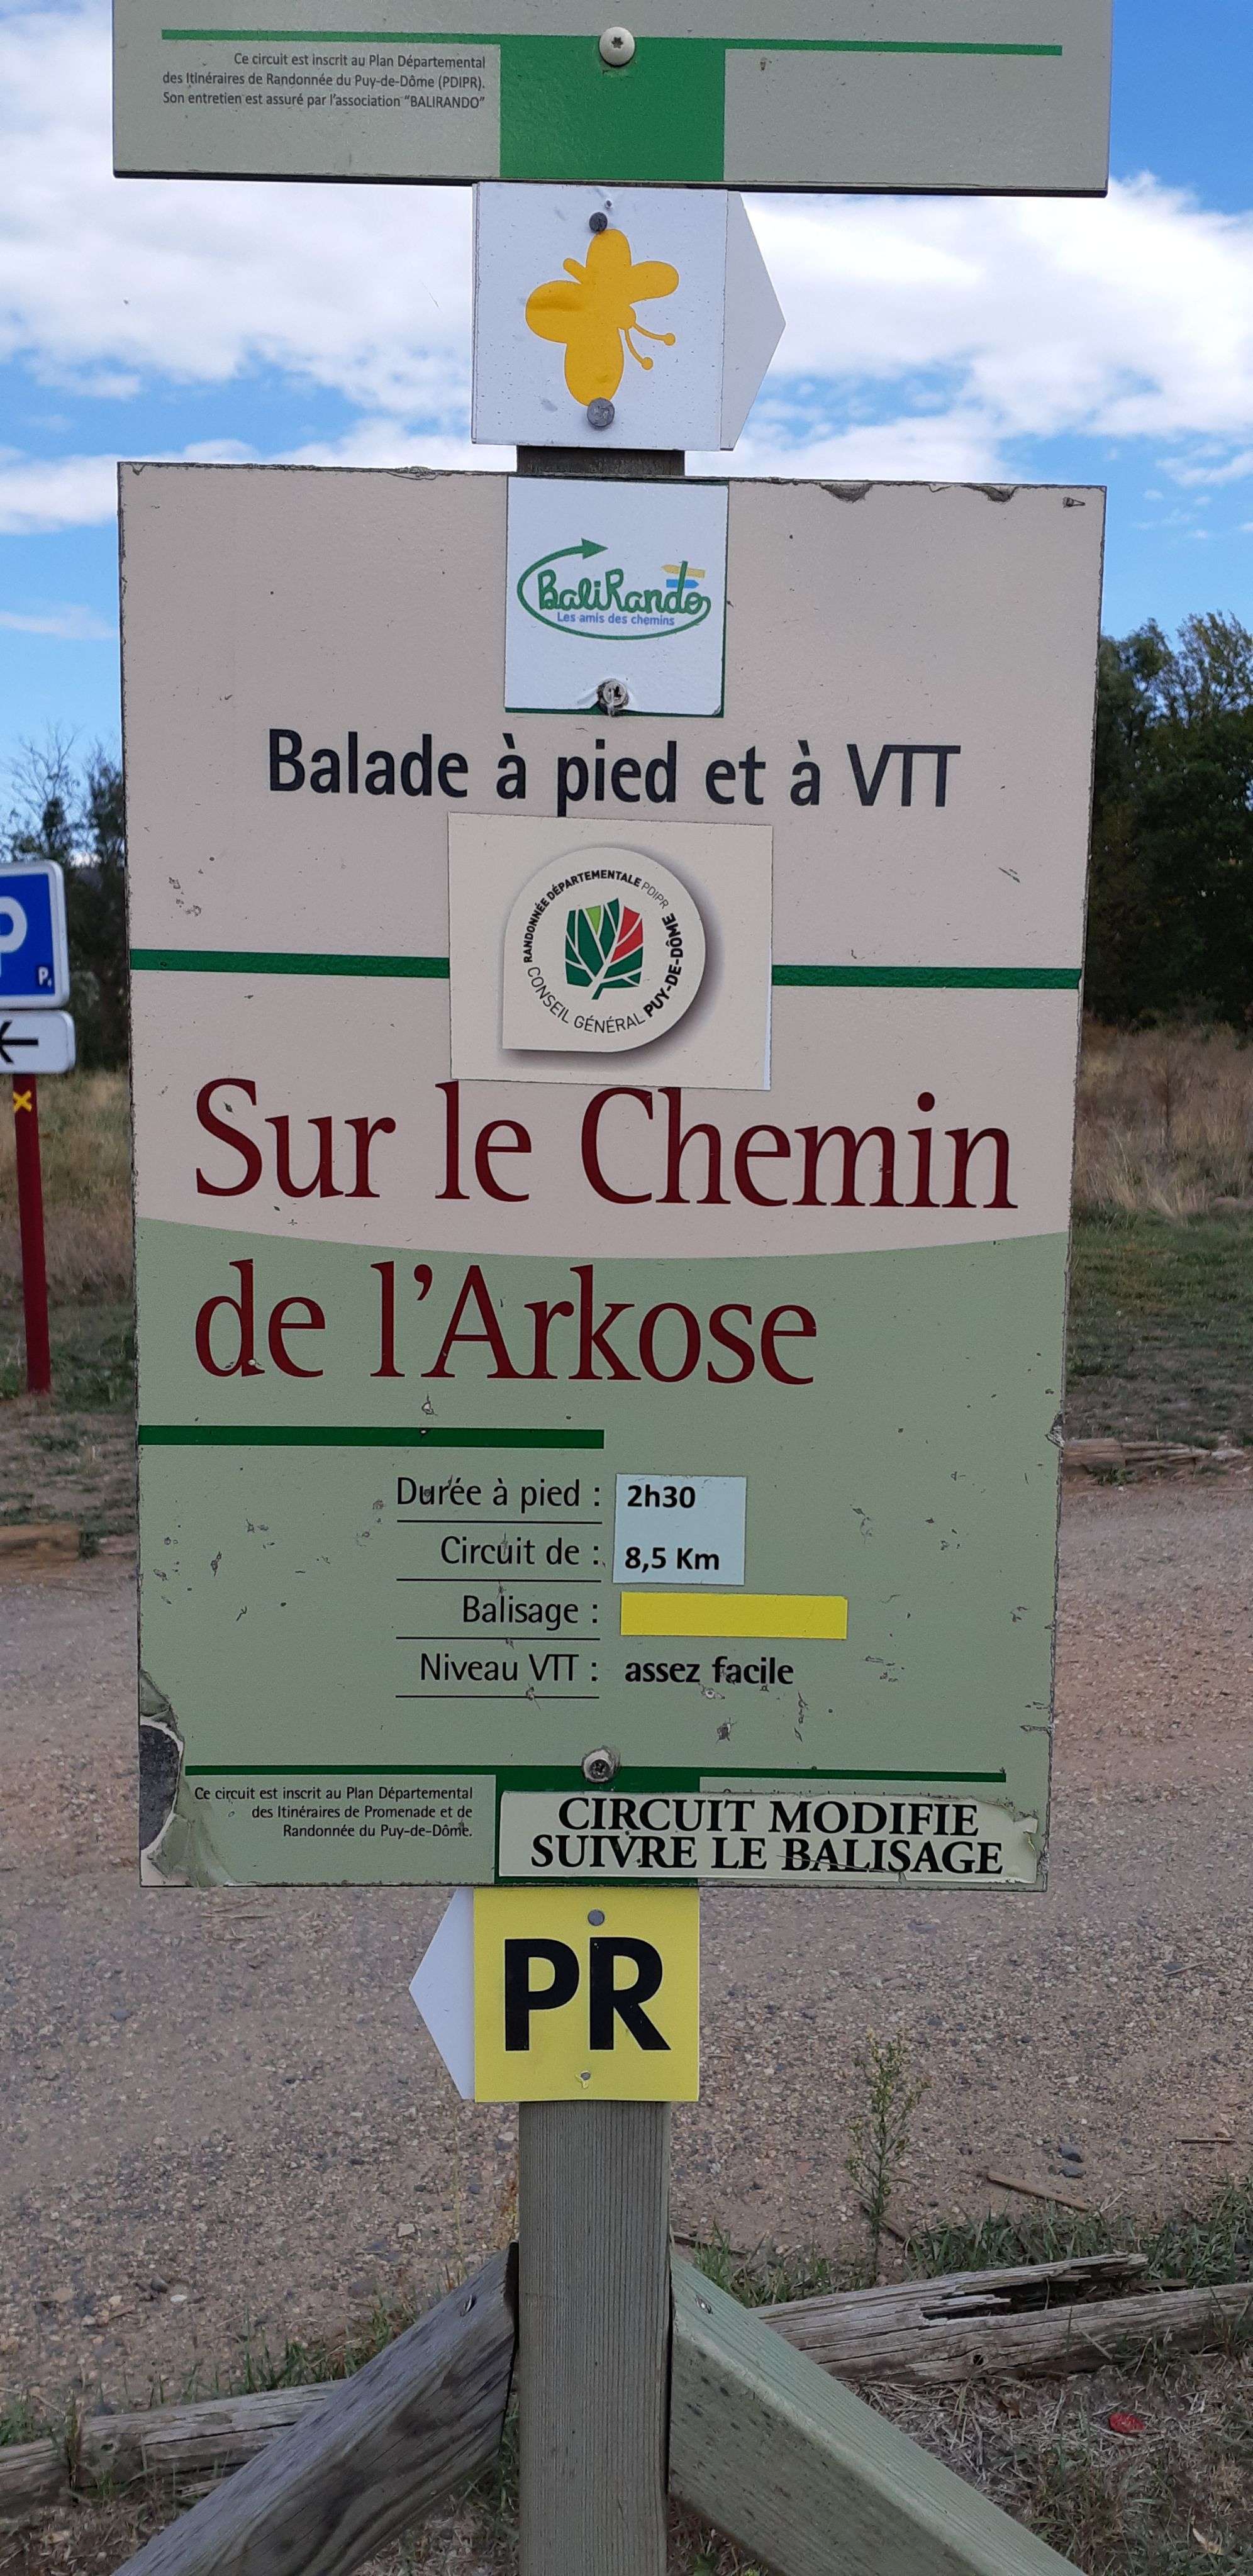 Ce circuit est inscrit au Plan Départemental
des Itinéraires de Randonnée du Puy-de-Dôme (PDIPR).
Son entretien est assuré par l'association "BALIRANDO"
BaliRando
Les amis des chemins
Balade à pied et à VTT
RANDONNÉE DÉPARTEMENTALE PDIPR
CONSEIL GÉNÉRAL PUY-DE-DÔME
P
P.
Sur le Chemin
de l'Arkose
Durée à pied : 2h30
Circuit de : 8,5 Km
Balisage :
Niveau VTT : assez facile
Ce circuit est inscrit au Plan Départemental
des Itinéraires de Promenade et de
Randonnée du Puy-de-Dôme.
CIRCUIT MODIFIE
SUIVRE LE BALISAGE
PR